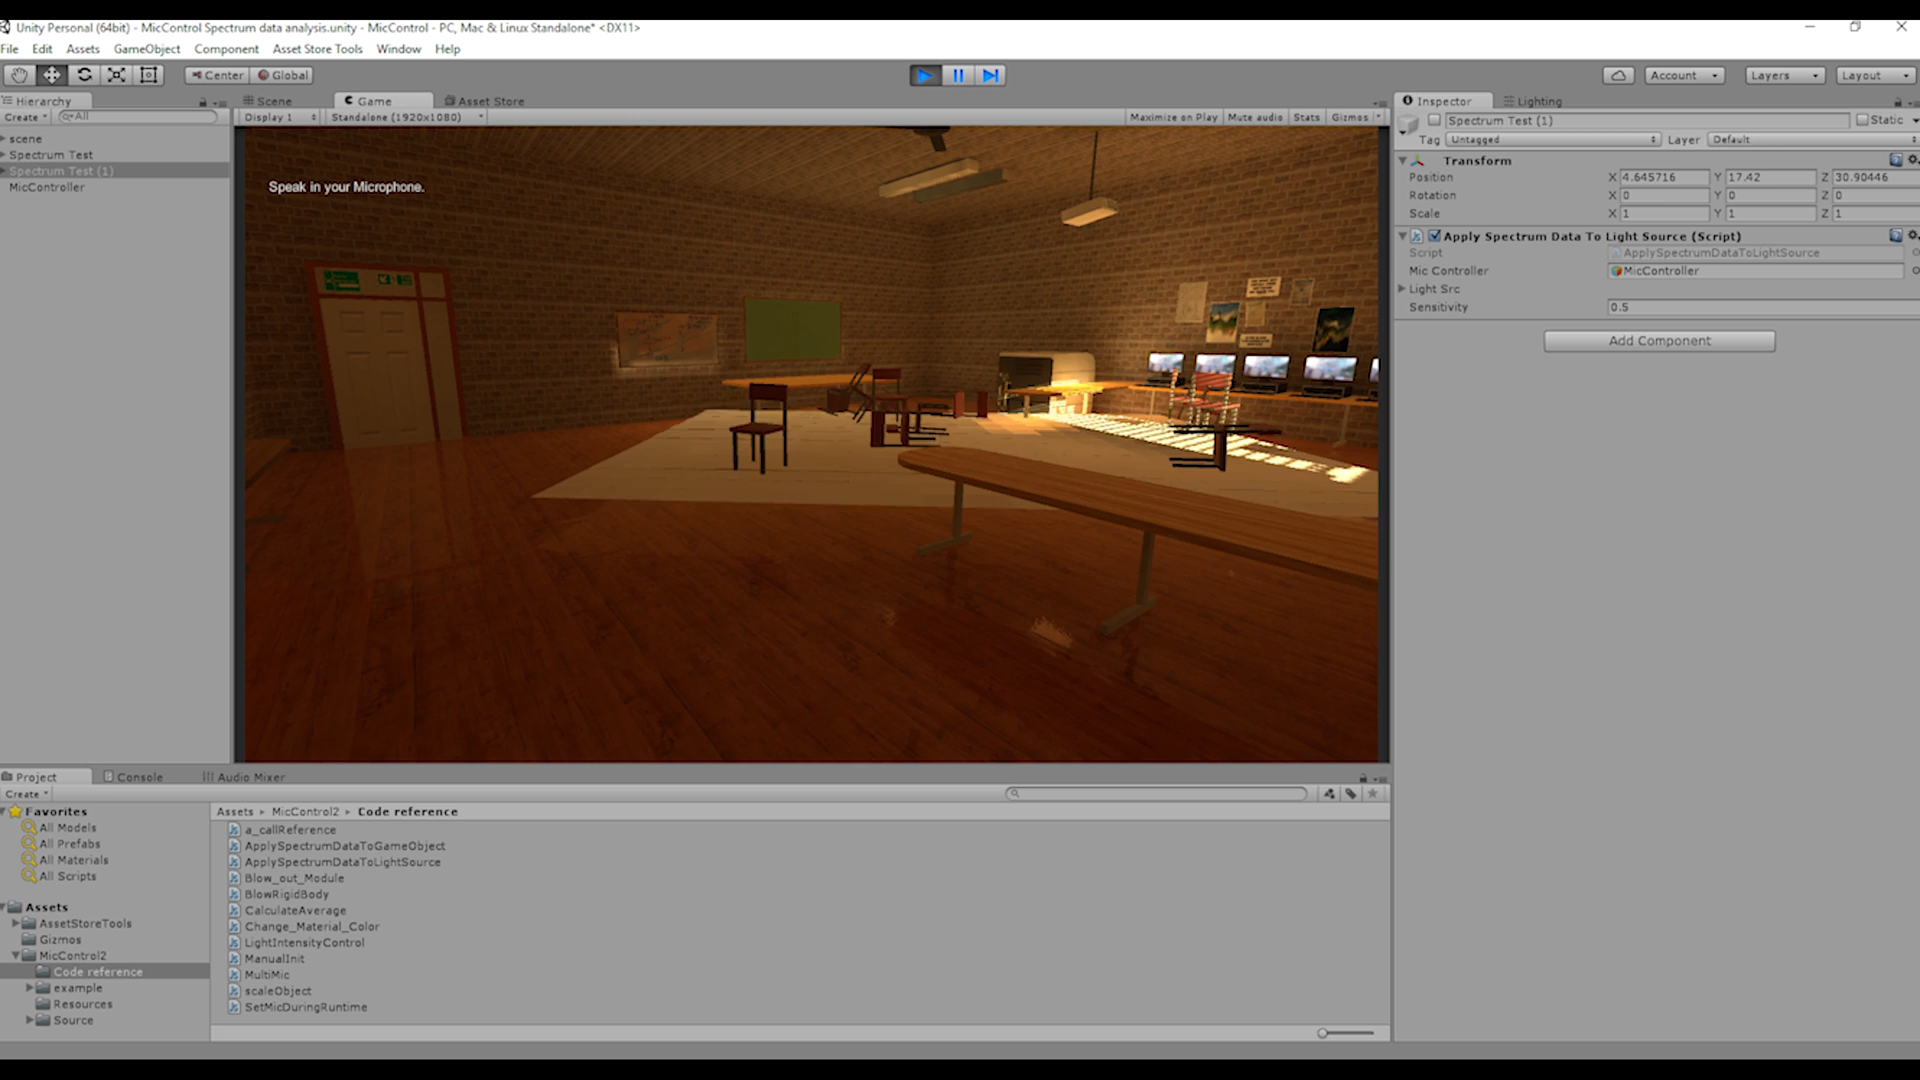 Unity Personal (64bit) - MicControl Spectrum data analysis.unity - MicControl - PC, Mac & Linux Standalone* <DX11>
File Edit Assets GameObject Component Asset Store Tools Window Help
Center Global Account Layers Layout
Hierarchy Scene Game Asset Store Inspector Lighting
Create All Display 1 Standalone (1920x1080) Maximize on Play Mute audio Stats Gizmos
Spectrum Test (1) Static
Tag Untagged Layer Default
scene
Spectrum Test
Spectrum Test (1)
MicController
Speak in your Microphone.
Transform
Position X 4.645716 Y 17.42 Z 30.90446
Rotation X 0 Y 0 Z 0
Scale X 1 Y 1 Z 1
Apply Spectrum Data To Light Source (Script)
Script ApplySpectrumDataToLightSource
Mic Controller MicController
Light Src
Sensitivity 0.5
Add Component
Project Console Audio Mixer
Create
Favorites
All Models
All Prefabs
All Materials
All Scripts
Assets
AssetStoreTools
Gizmos
MicControl2
Code reference
example
Resources
Source
Assets MicControl2 Code reference
a_callReference
ApplySpectrumDataToGameObject
ApplySpectrumDataToLightSource
Blow_out_Module
BlowRigidBody
CalculateAverage
Change_Material_Color
LightIntensityControl
ManualInit
MultiMic
scaleObject
SetMicDuringRuntime